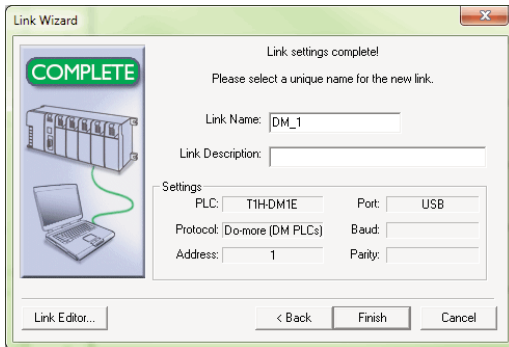 Link Wizard
Link settings complete!
COMPLETE
Please select a unique name for the new link.
Link Name: DM_1
Link Description:
Settings
PLC: T1H-DM1E Port: USB
Protocol: Do-more (DM PLCs) Baud:
Address: 1 Parity:
Link Editor... < Back Finish Cancel